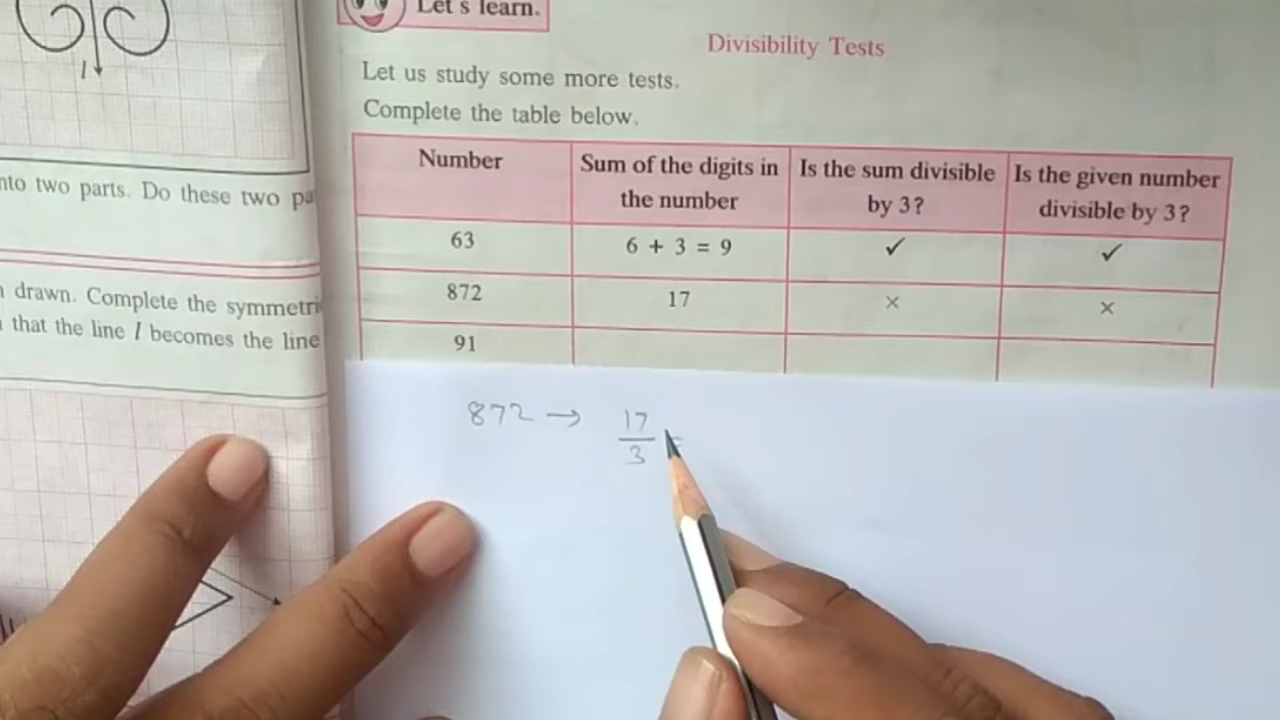 Let's learn.
Divisibility Tests
Let us study some more tests.
Complete the table below.
Number Sum of the digits in the number Is the sum divisible by 3? Is the given number divisible by 3?
63 6 + 3 = 9 ✓ ✓
872 17 × ×
91
872 → 17/3 =
l
into two parts. Do these two
drawn. Complete the
that the line l becomes the line